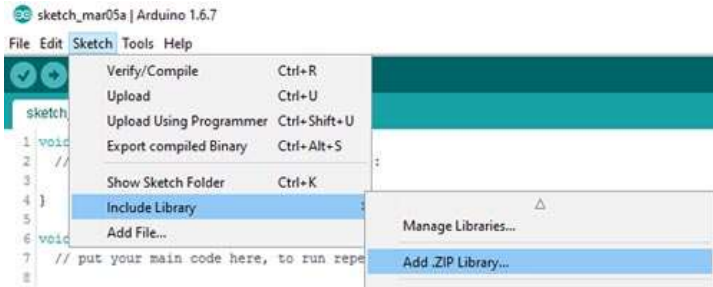 sketch_mar05a | Arduino 1.6.7
File Edit Sketch Tools Help
Verify/Compile Ctrl+R
Upload Ctrl+U
Upload Using Programmer Ctrl+Shift+U
Export compiled Binary Ctrl+Alt+S
Show Sketch Folder Ctrl+K
Include Library
Add File...
Manage Libraries...
Add .ZIP Library...
sketch_
1 void
2 // :
3
4 }
5
6 void
7 // put your main code here, to run repe
8